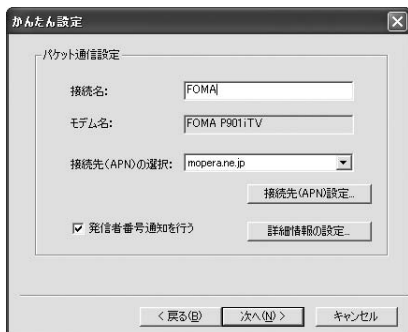 かんたん設定
パケット通信設定
接続名: FOMA
モデム名: FOMA P901iTV
接続先(APN)の選択: mopera.ne.jp
接続先(APN)設定...
発信者番号通知を行う 詳細情報の設定...
< 戻る(B) 次へ(N) > キャンセル